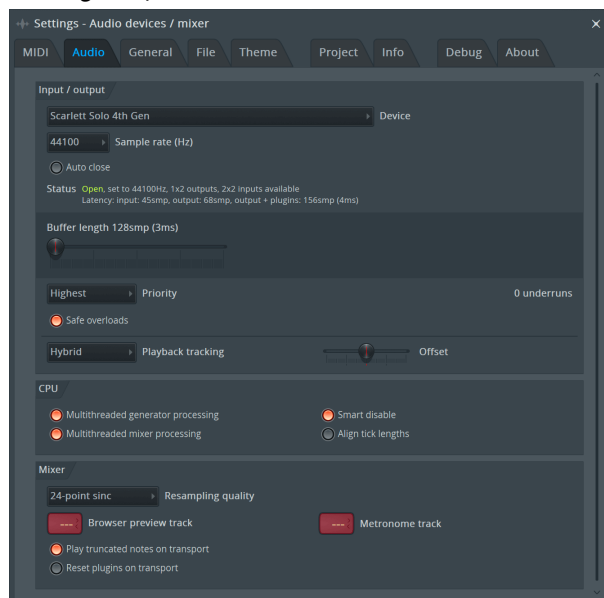 Settings - Audio devices / mixer
MIDI Audio General File Theme Project Info Debug About
Input / output
Scarlett Solo 4th Gen Device
44100 Sample rate (Hz)
Auto close
Status Open, set to 44100Hz, 1x2 outputs, 2x2 inputs available
Latency: input: 45smp, output: 68smp, output + plugins: 156smp (4ms)
Buffer length 128smp (3ms)
Highest Priority 0 underruns
Safe overloads
Hybrid Playback tracking Offset
CPU
Multithreaded generator processing Smart disable
Multithreaded mixer processing Align tick lengths
Mixer
24-point sinc Resampling quality
--- Browser preview track --- Metronome track
Play truncated notes on transport
Reset plugins on transport